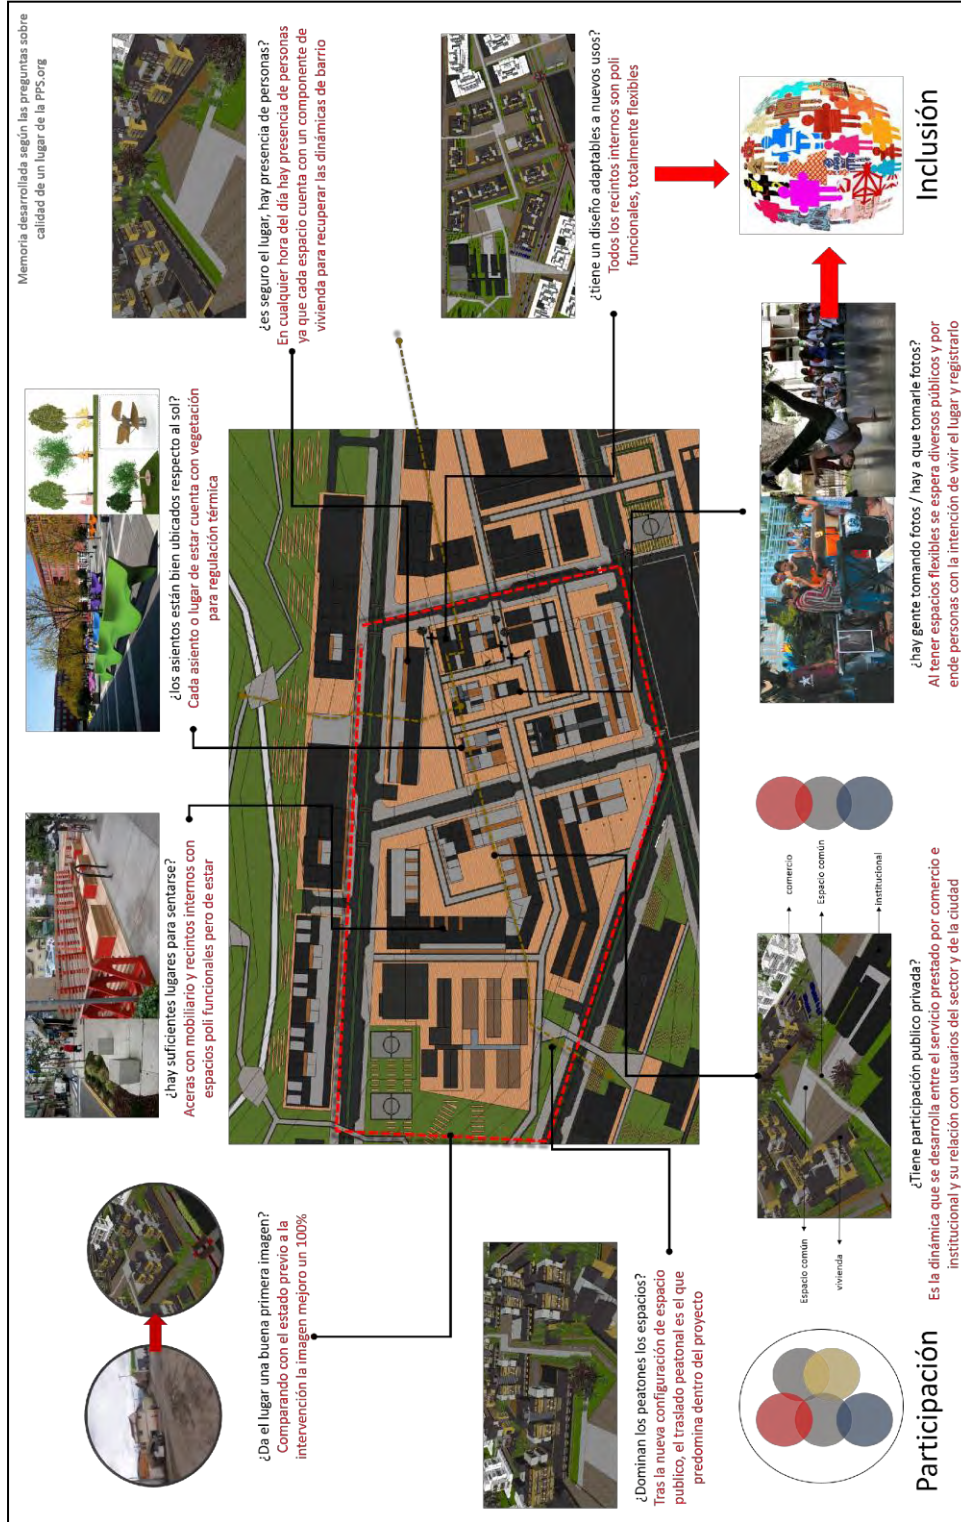 Memoria desarrollada según las preguntas sobre
calidad de un lugar de la PPS.org
¿Da el lugar una buena primera imagen?
Comparando con el estado previo a la
intervención la imagen mejoro un 100%
¿hay suficientes lugares para sentarse?
Aceras con mobiliario y recintos internos con
espacios poli funcionales pero de estar
¿los asientos están bien ubicados respecto al sol?
Cada asiento o lugar de estar cuenta con vegetación
para regulación térmica
¿es seguro el lugar, hay presencia de personas?
En cualquier hora del día hay presencia de personas
ya que cada espacio cuenta con un componente de
vivienda para recuperar las dinámicas de barrio
¿Dominan los peatones los espacios?
Tras la nueva configuración de espacio
publico, el traslado peatonal es el que
predomina dentro del proyecto
¿tiene un diseño adaptables a nuevos usos?
Todos los recintos internos son poli
funcionales, totalmente flexibles
Participación
Espacio común
vivienda
comercio
Espacio común
institucional
¿Tiene participación publico privada?
Es la dinámica que se desarrolla entre el servicio prestado por comercio e
institucional y su relación con usuarios del sector y de la ciudad
¿hay gente tomando fotos / hay a que tomarle fotos?
Al tener espacios flexibles se espera diversos públicos y por
ende personas con la intención de vivir el lugar y registrarlo
Inclusión